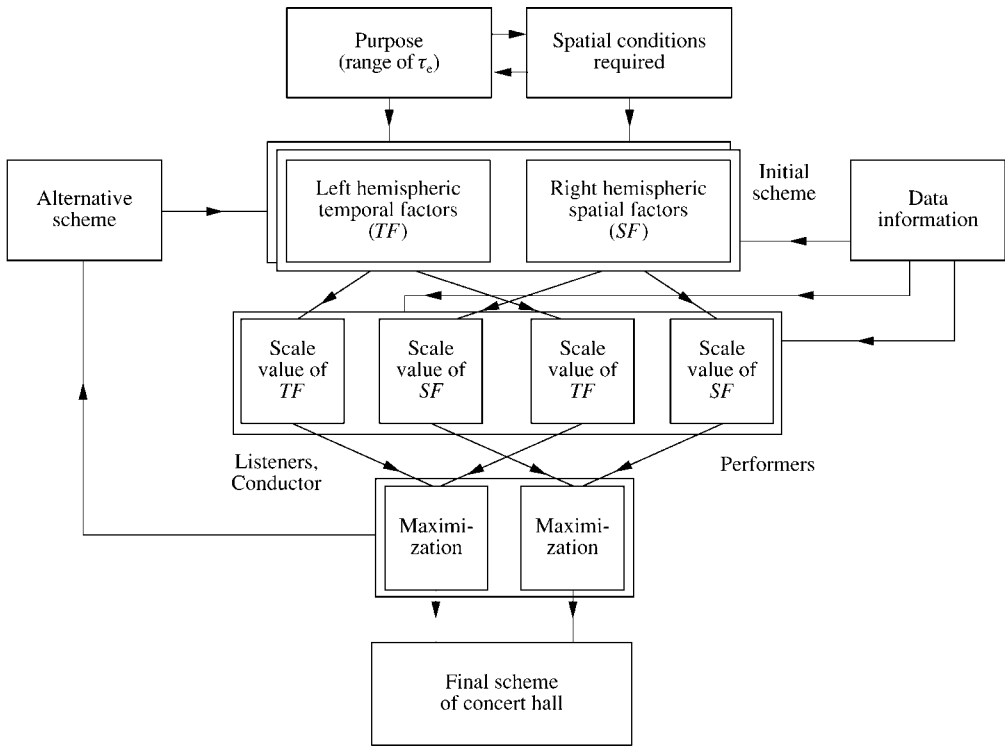 Purpose
(range of τe)
Spatial conditions
required
Alternative
scheme
Left hemispheric
temporal factors
(TF)
Right hemispheric
spatial factors
(SF)
Initial
scheme
Data
information
Scale
value of
TF
Scale
value of
SF
Scale
value of
TF
Scale
value of
SF
Listeners,
Conductor
Performers
Maximi-
zation
Maximi-
zation
Final scheme
of concert hall